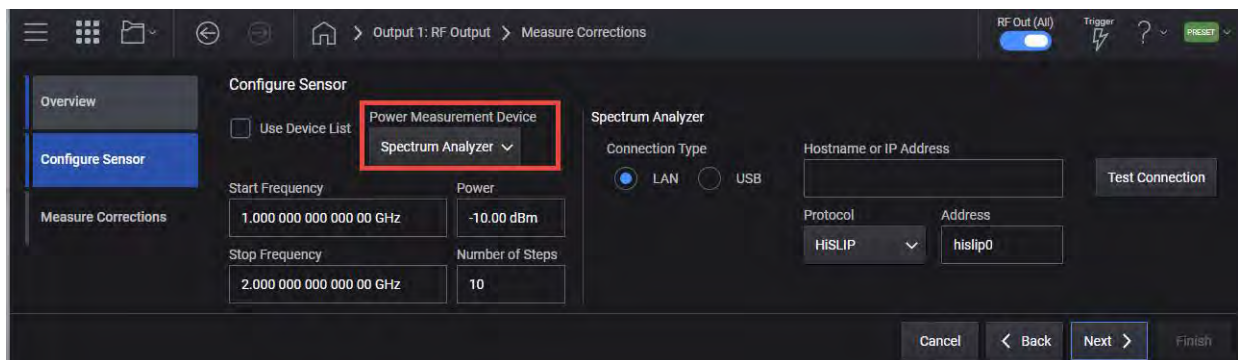 Output 1: RF Output > Measure Corrections
RF Out (All)
Trigger
?
PRESET
Overview
Configure Sensor
Measure Corrections
Configure Sensor
Use Device List
Power Measurement Device
Spectrum Analyzer
Start Frequency
Power
1.000 000 000 000 00 GHz
-10.00 dBm
Stop Frequency
Number of Steps
2.000 000 000 000 00 GHz
10
Spectrum Analyzer
Connection Type
LAN
USB
Hostname or IP Address
Test Connection
Protocol
Address
HiSLIP
hislip0
Cancel
Back
Next
Finish